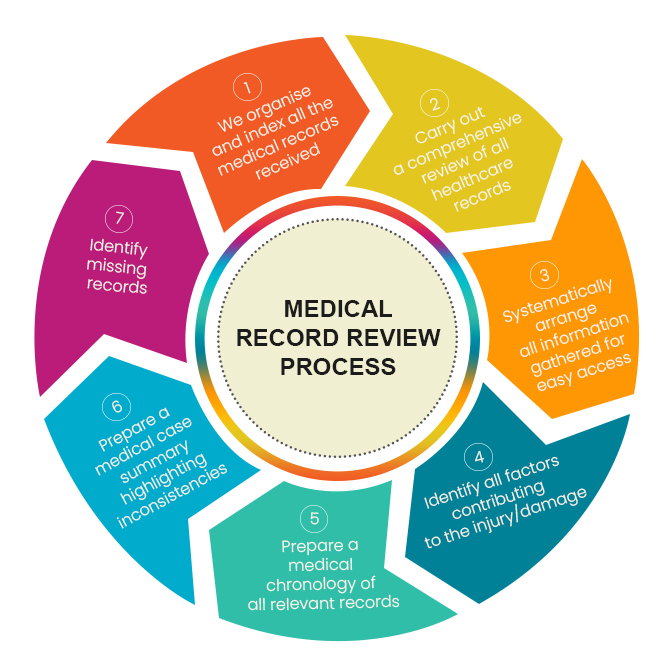 1
We organise
and index all the
medical records
received
2
Carry out
a comprehensive
review of all
healthcare
records
3
Systematically
arrange
all information
gathered for
easy access
4
Identify all factors
contributing
to the injury/damage
5
Prepare a
medical
chronology of
all relevant records
6
Prepare a
medical case
summary
highlighting
inconsistencies
7
Identify
missing
records
MEDICAL
RECORD REVIEW
PROCESS